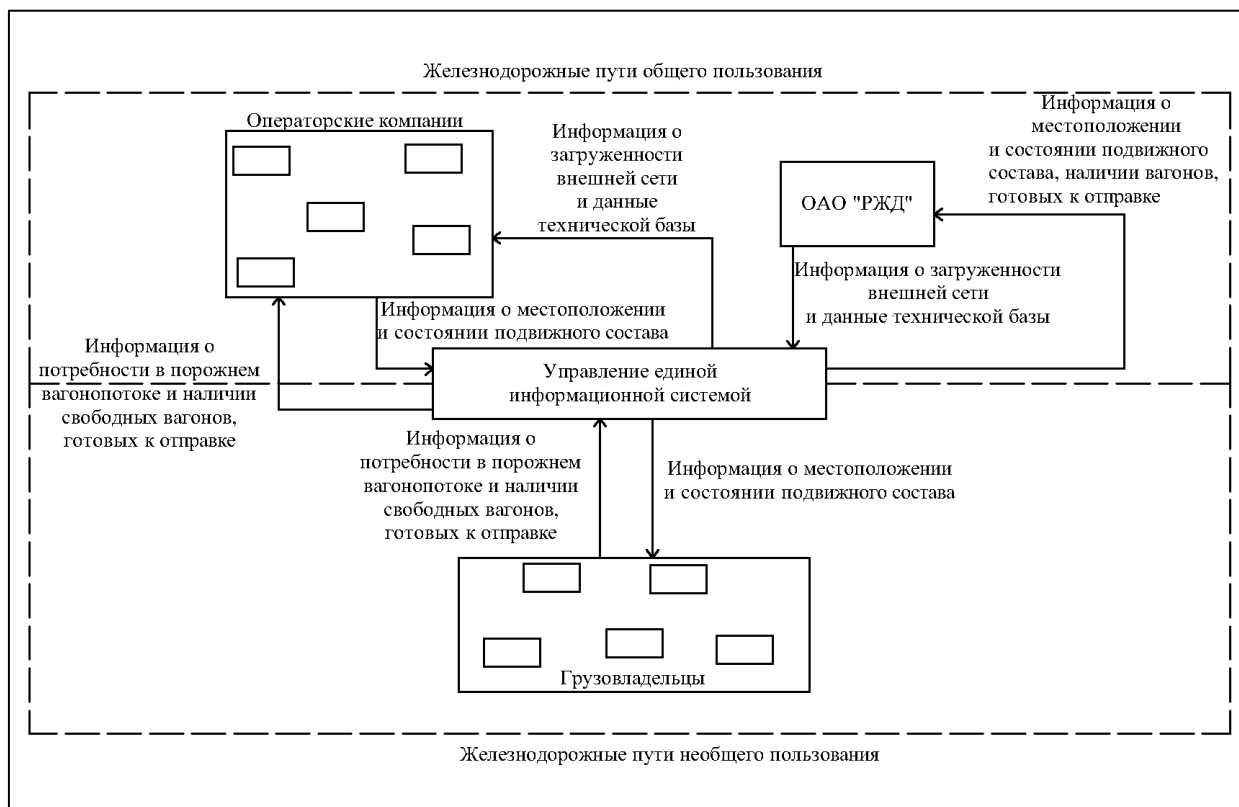 Железнодорожные пути общего пользования
Операторские компании
Информация о
загруженности
внешней сети
и данные
технической базы
Информация о
местоположении
и состоянии подвижного
состава, наличии вагонов,
готовых к отправке
ОАО "РЖД"
Информация о загруженности
внешней сети
и данные технической базы
Информация о местоположении
и состоянии подвижного состава
Информация о
потребности в порожнем
вагонопотоке и наличии
свободных вагонов,
готовых к отправке
Управление единой
информационной системой
Информация о
потребности в порожнем
вагонопотоке и наличии
свободных вагонов,
готовых к отправке
Информация о местоположении
и состоянии подвижного состава
Грузовладельцы
Железнодорожные пути необщего пользования